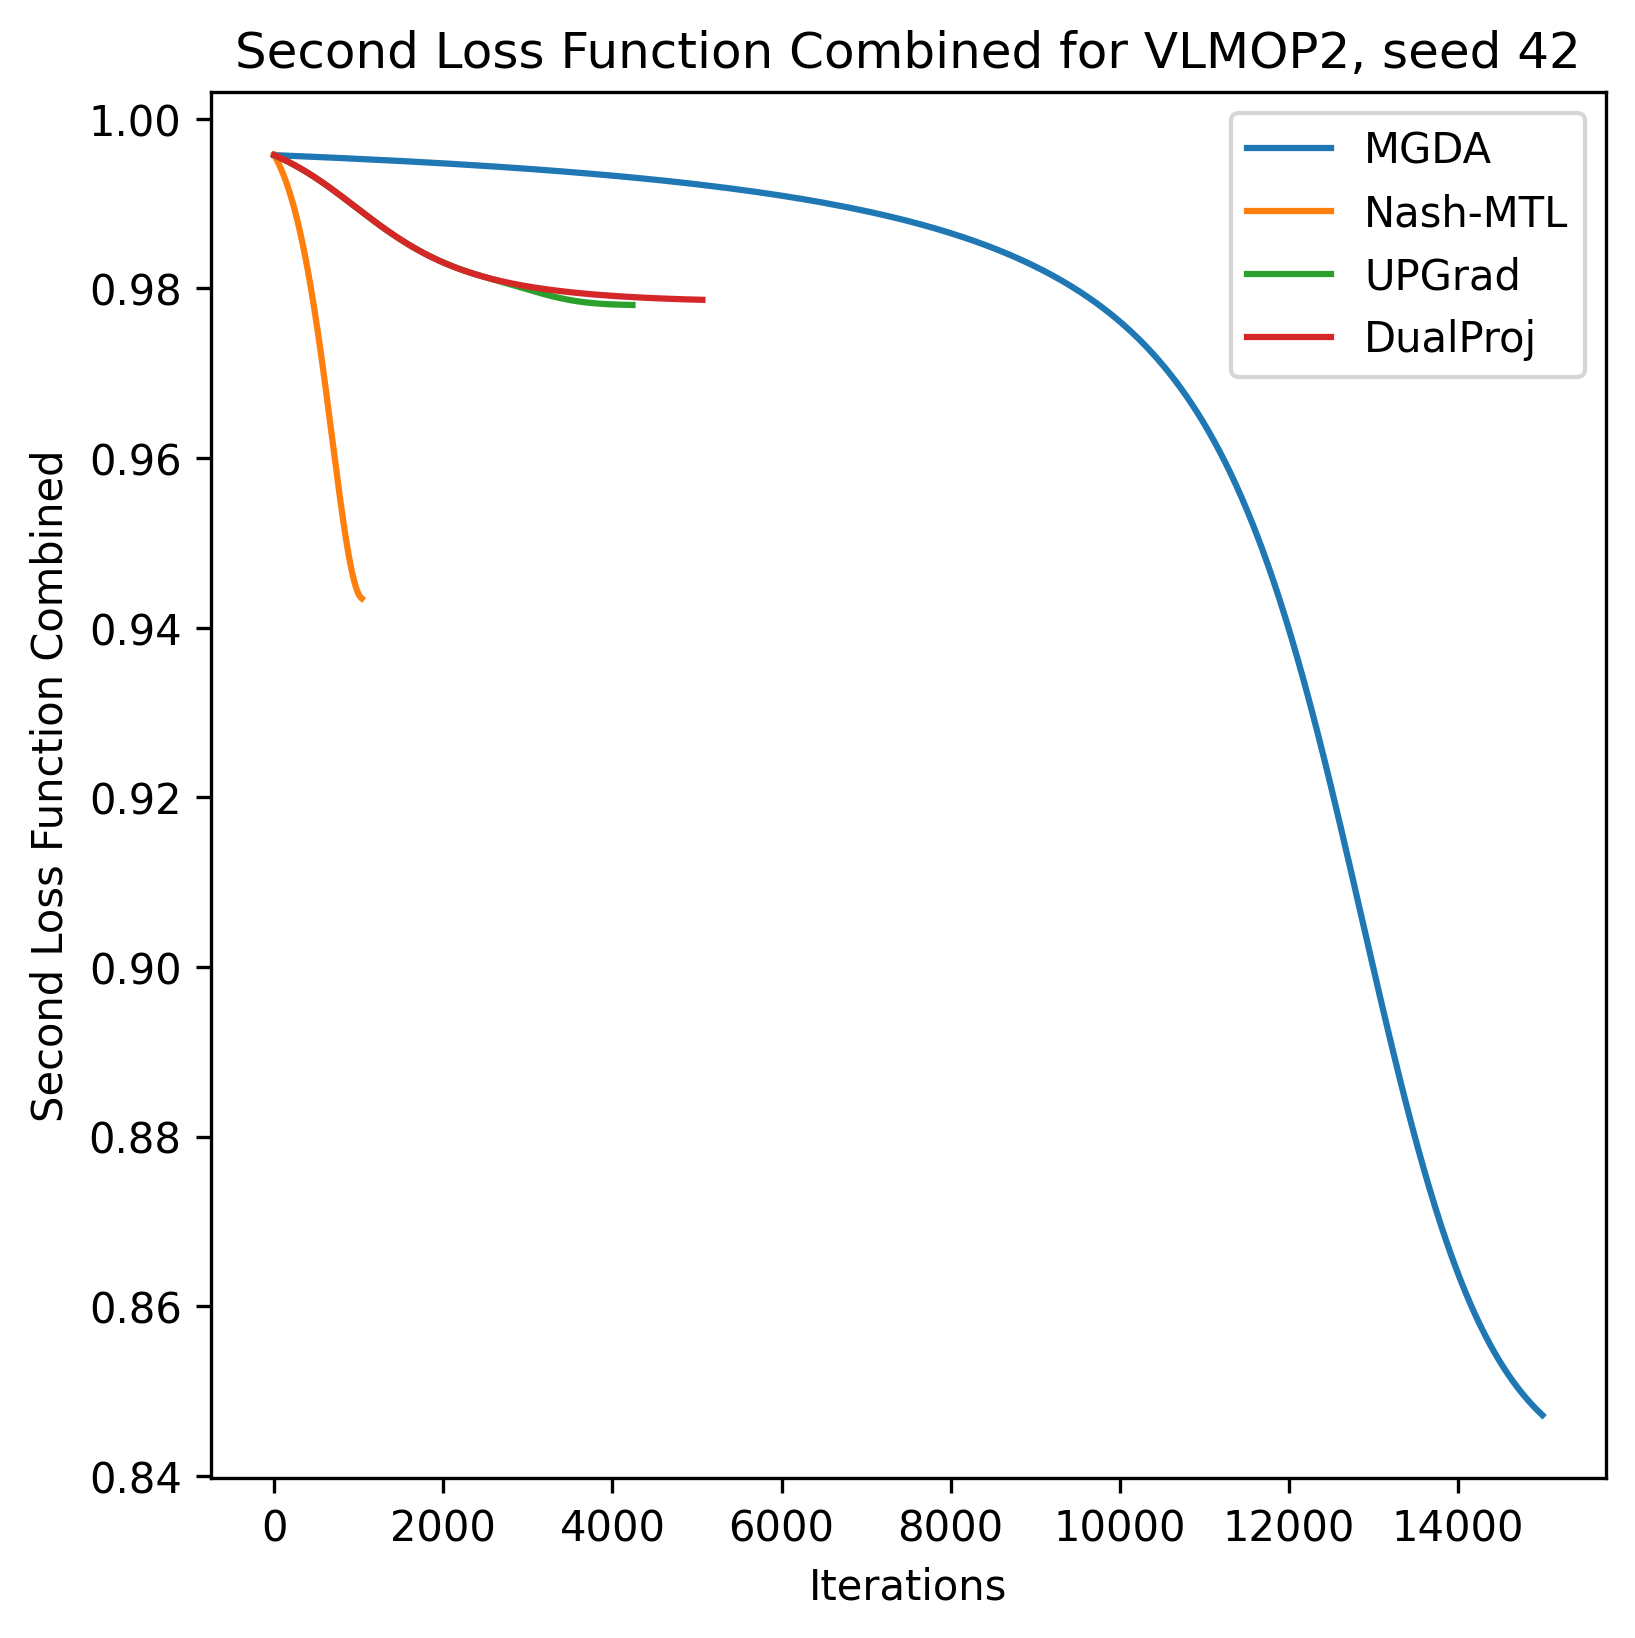 Second Loss Function Combined for VLMOP2, seed 42
1.00
0.98
0.96
0.94
0.92
0.90
0.88
0.86
0.84
Second Loss Function Combined
MGDA
Nash-MTL
UPGrad
DualProj
0 2000 4000 6000 8000 10000 12000 14000
Iterations